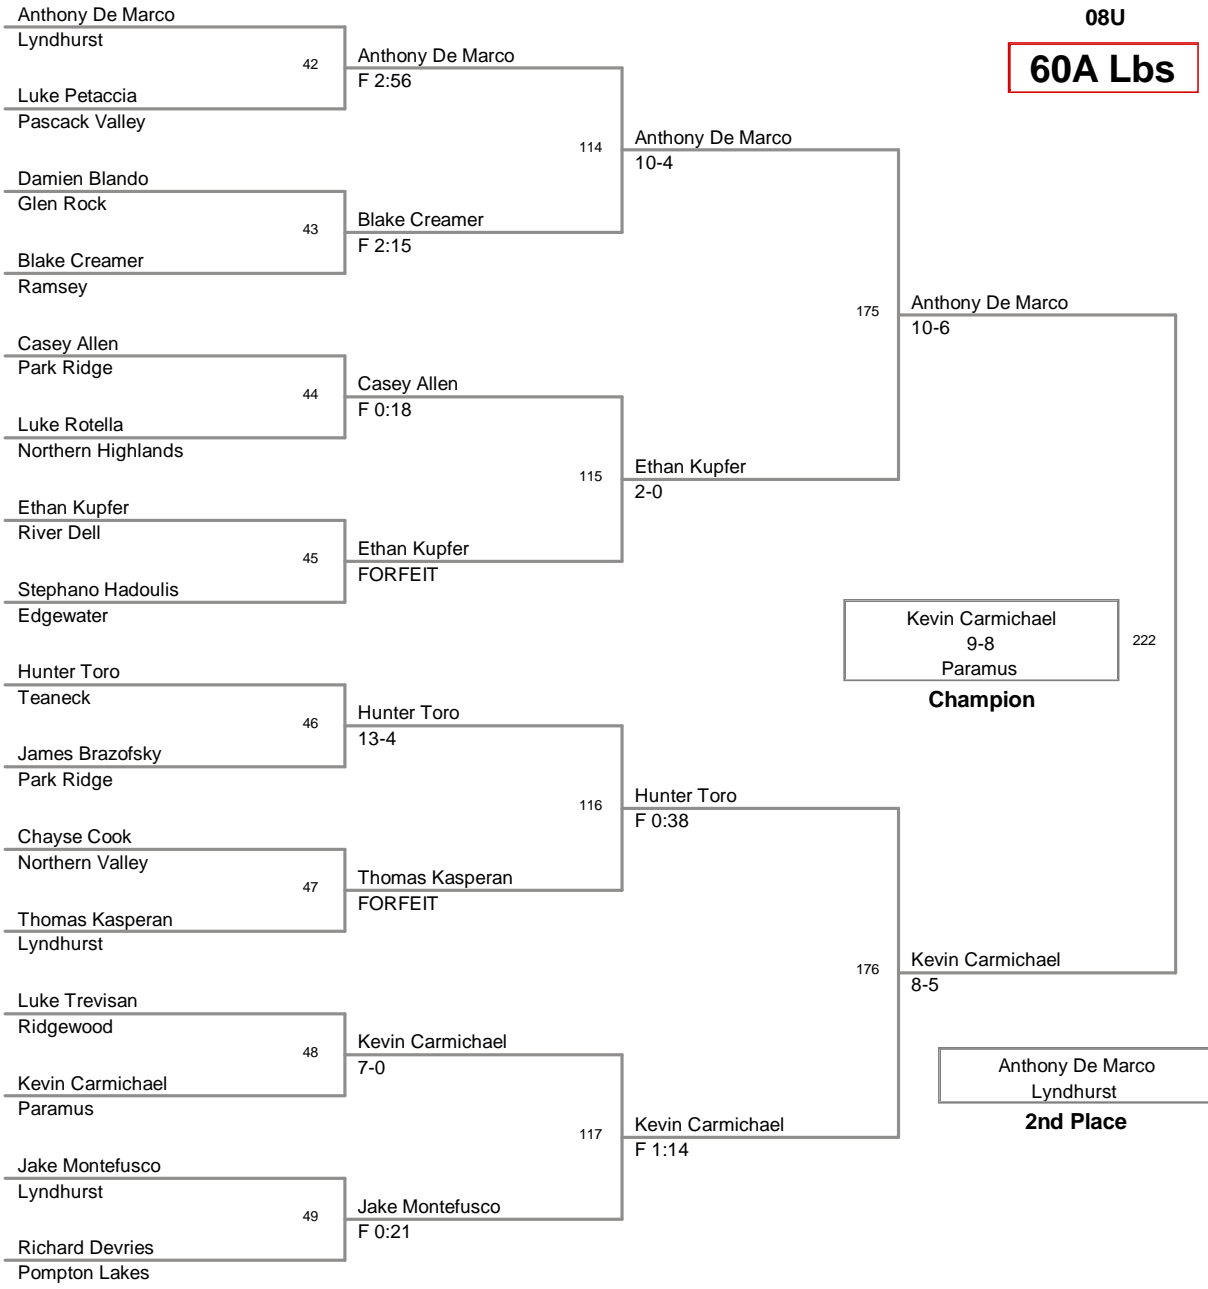 08U
60A Lbs
Anthony De Marco
Lyndhurst
42
Luke Petaccia
Pascack Valley
Damien Blando
Glen Rock
43
Blake Creamer
Ramsey
Casey Allen
Park Ridge
44
Luke Rotella
Northern Highlands
Ethan Kupfer
River Dell
45
Stephano Hadoulis
Edgewater
Hunter Toro
Teaneck
46
James Brazofsky
Park Ridge
Chayse Cook
Northern Valley
47
Thomas Kasperan
Lyndhurst
Luke Trevisan
Ridgewood
48
Kevin Carmichael
Paramus
Jake Montefusco
Lyndhurst
49
Richard Devries
Pompton Lakes
Anthony De Marco
F 2:56
114
Blake Creamer
F 2:15
Casey Allen
F 0:18
115
Ethan Kupfer
FORFEIT
Hunter Toro
13-4
116
Thomas Kasperan
FORFEIT
Kevin Carmichael
7-0
117
Jake Montefusco
F 0:21
Anthony De Marco
10-4
175
Ethan Kupfer
2-0
Hunter Toro
F 0:38
176
Kevin Carmichael
F 1:14
Anthony De Marco
10-6
222
Kevin Carmichael
8-5
Kevin Carmichael
9-8
Paramus
Champion
Anthony De Marco
Lyndhurst
2nd Place